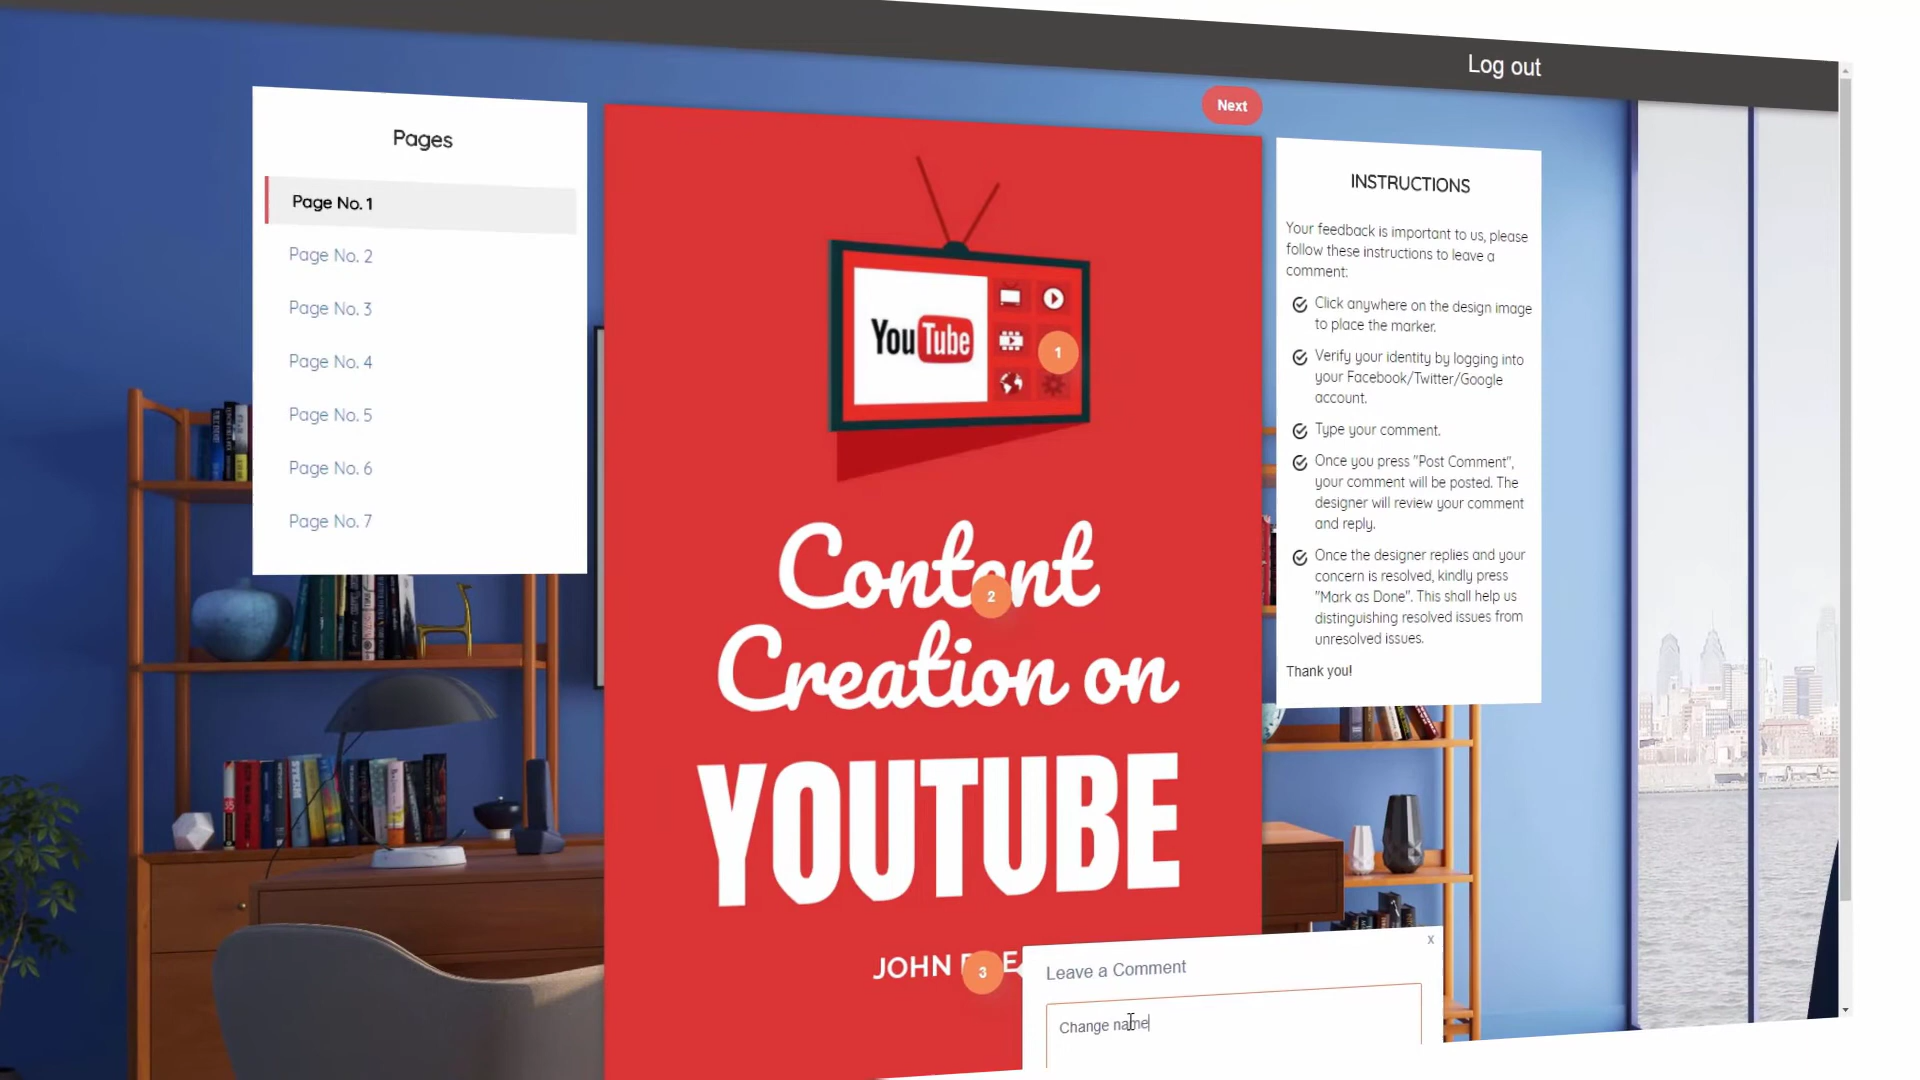 Log out
Next
Pages
Page No. 1
Page No. 2
Page No. 3
Page No. 4
Page No. 5
Page No. 6
Page No. 7
You Tube
1
Content
2
Creation on
YOUTUBE
JOHN
3
INSTRUCTIONS
Your feedback is important to us, please
follow these instructions to leave a
comment:
Click anywhere on the design image
to place the marker.
Verify your identity by logging into
your Facebook/Twitter/Google
account.
Type your comment.
Once you press "Post Comment",
your comment will be posted. The
designer will review your comment
and reply.
Once the designer replies and your
concern is resolved, kindly press
"Mark as Done". This shall help us
distinguishing resolved issues from
unresolved issues.
Thank you!
x
Leave a Comment
Change name